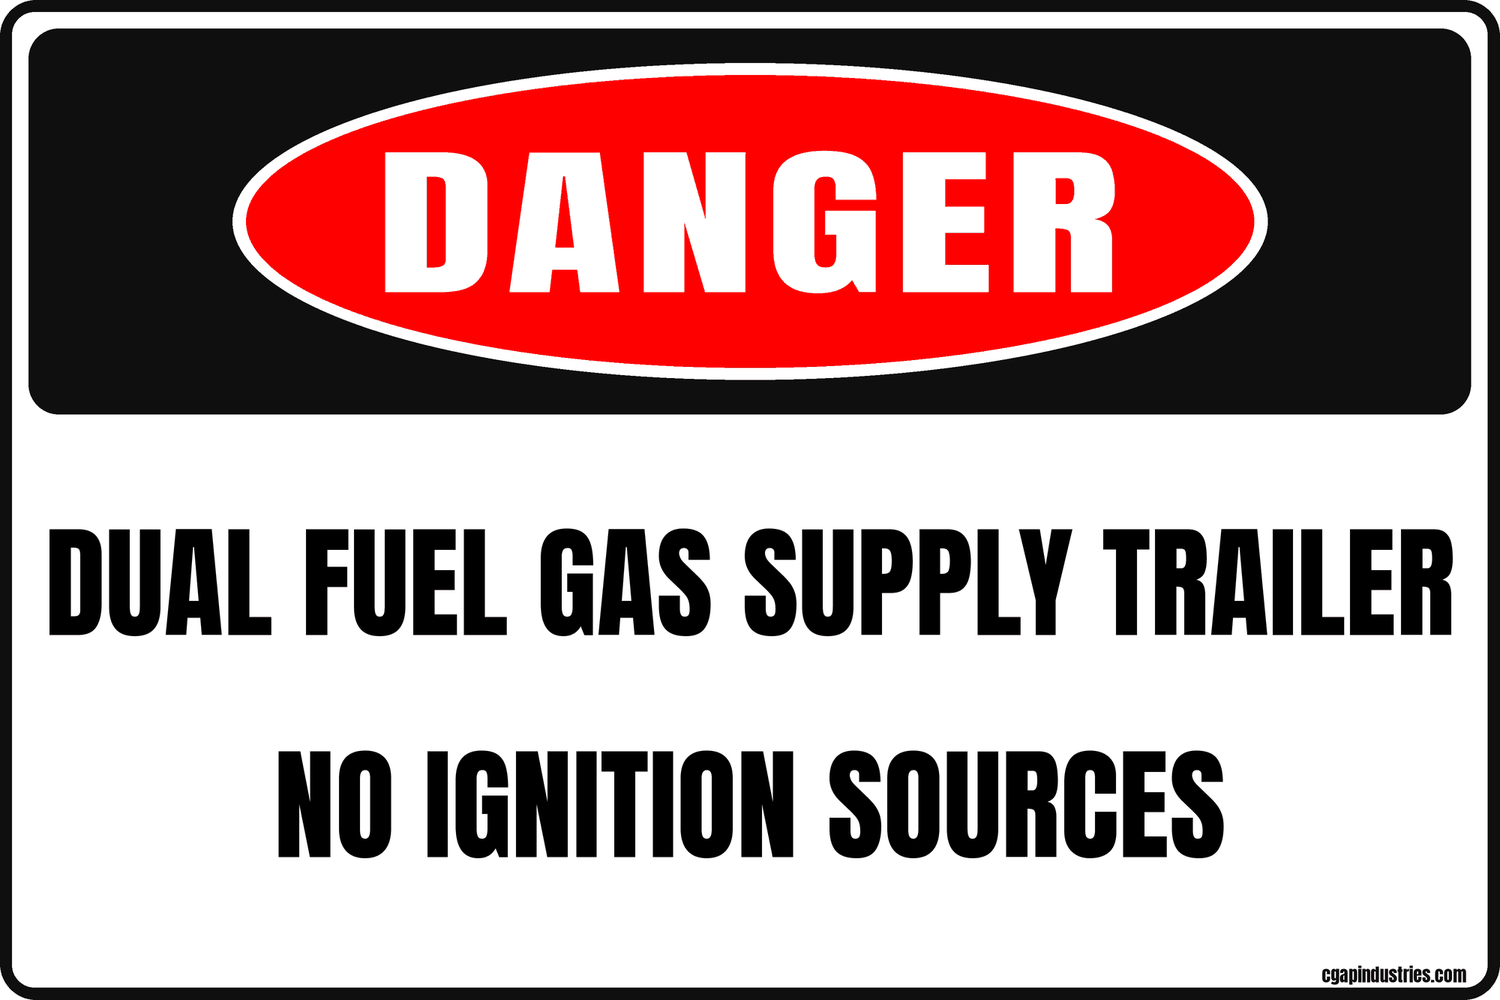 DANGER
DUAL FUEL GAS SUPPLY TRAILER
NO IGNITION SOURCES
cgapindustries.com